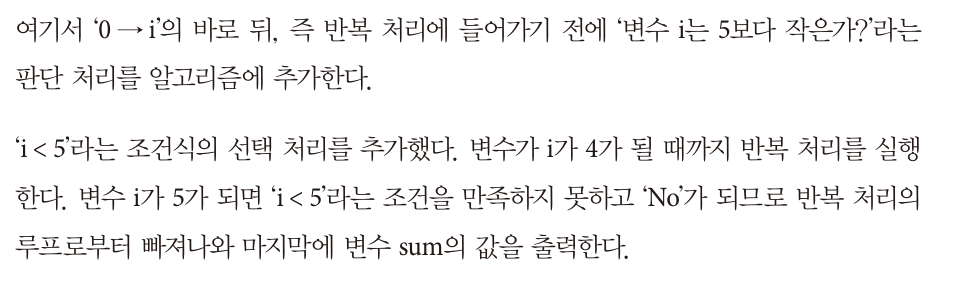 여기서 ‘0 → i’의 바로 뒤, 즉 반복 처리에 들어가기 전에 ‘변수 i는 5보다 작은가?’라는
판단 처리를 알고리즘에 추가한다.
‘i < 5’라는 조건식의 선택 처리를 추가했다. 변수가 i가 4가 될 때까지 반복 처리를 실행
한다. 변수 i가 5가 되면 ‘i < 5’라는 조건을 만족하지 못하고 ‘No’가 되므로 반복 처리의
루프로부터 빠져나와 마지막에 변수 sum의 값을 출력한다.